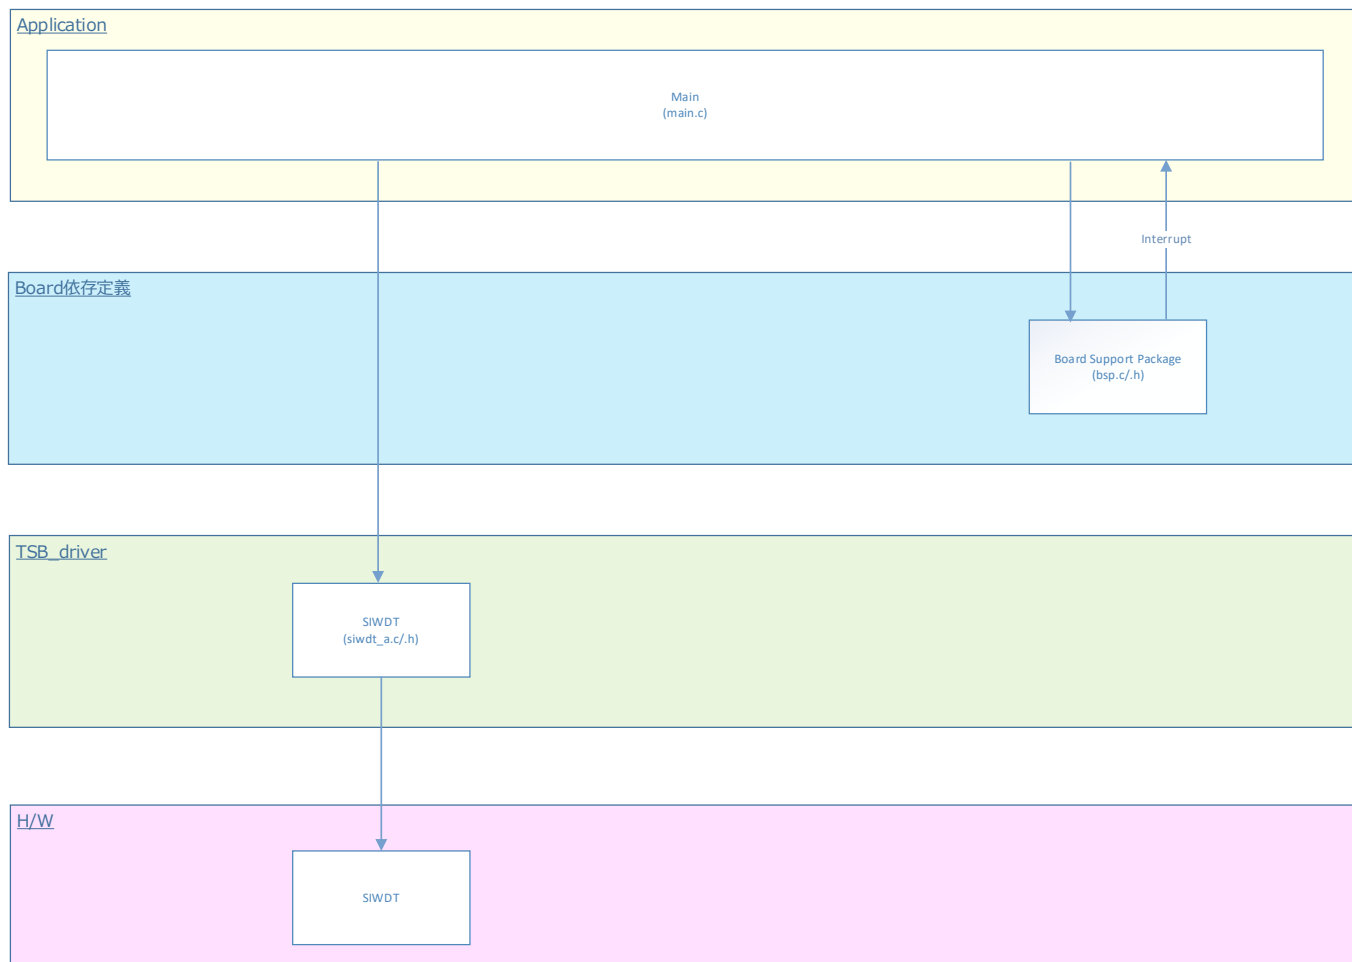 Application
Main
(main.c)
Interrupt
Board依存定義
Board Support Package
(bsp.c/.h)
TSB_driver
SIWDT
(siwdt_a.c/.h)
H/W
SIWDT